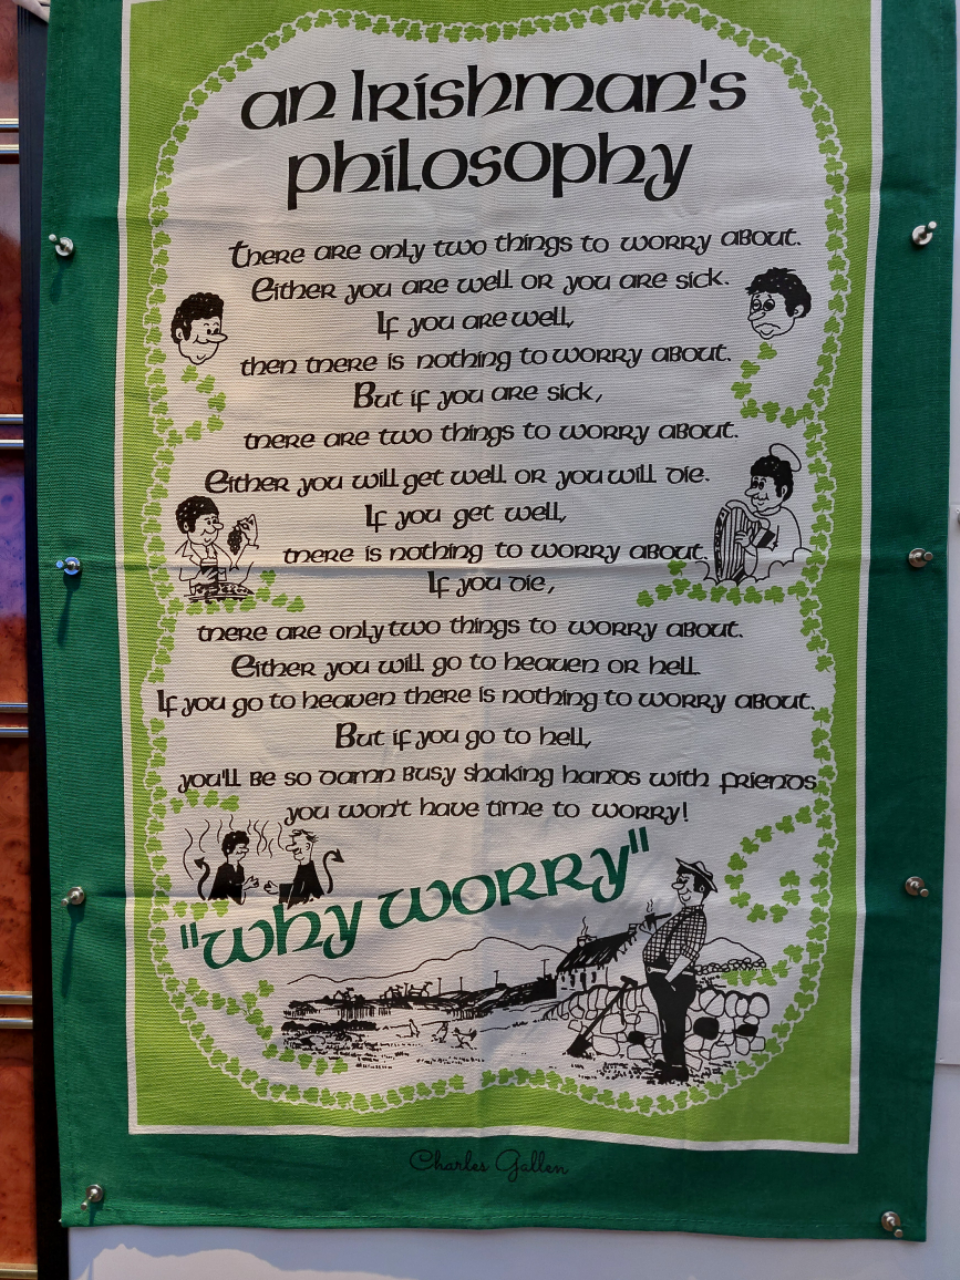 an Irishman's
philosophy
there are only two things to worry about.
Either you are well or you are sick.
If you are well,
then there is nothing to worry about.
But if you are sick,
there are two things to worry about.
Either you will get well or you will die.
If you get well,
there is nothing to worry about.
If you die,
there are only two things to worry about.
Either you will go to heaven or hell.
If you go to heaven there is nothing to worry about.
But if you go to hell,
you'll be so damn busy shaking hands with friends
you won't have time to worry!
"why worry"
Charles Gallen